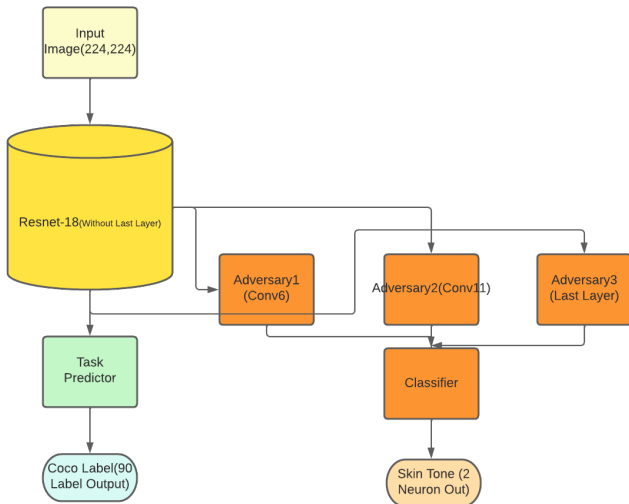 Input
Image(224,224)
Resnet-18(Without Last Layer)
Adversary1
(Conv6)
Adversary2(Conv11)
Adversary3
(Last Layer)
Task
Predictor
Classifier
Coco Label(90
Label Output)
Skin Tone (2
Neuron Out)